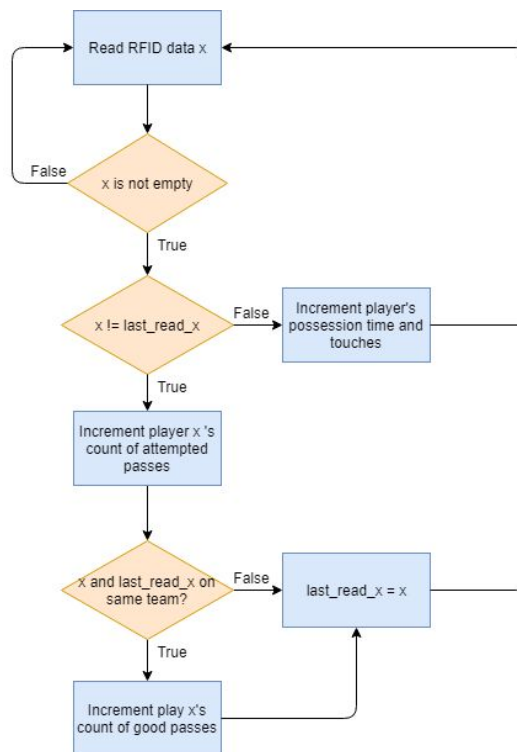 Read RFID data x
False
x is not empty
True
x != last_read_x
False
Increment player's
possession time and
touches
True
Increment player x 's
count of attempted
passes
x and last_read_x on
same team?
False
last_read_x = x
True
Increment play x's
count of good passes